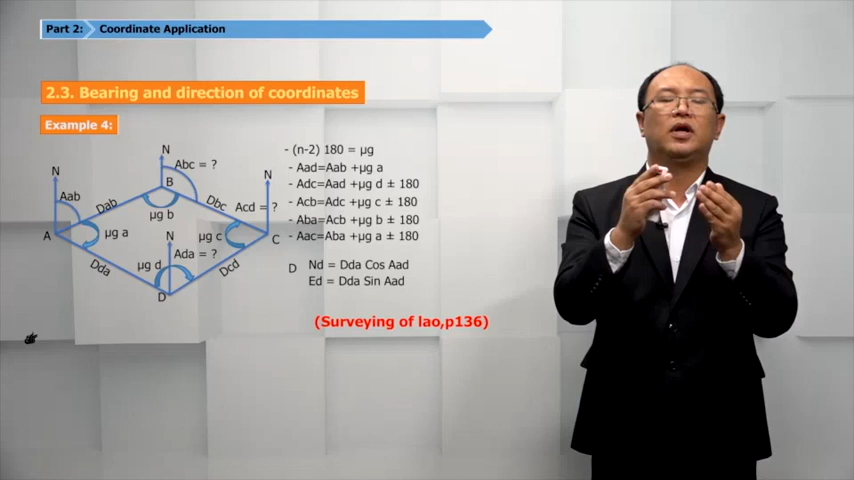 Part 2: Coordinate Application
2.3. Bearing and direction of coordinates
Example 4:
N
Abc = ?
N
B
N
Aab
Dab
µg b
Dbc
Acd = ?
A
µg a
N
µg c
C
Dda
µg d
Ada = ?
Dcd
D
- (n-2) 180 = µg
- Aad=Aab +µg a
- Adc=Aad +µg d ± 180
- Acb=Adc +µg c ± 180
- Aba=Acb +µg b ± 180
- Aac=Aba +µg a ± 180
D Nd = Dda Cos Aad
Ed = Dda Sin Aad
(Surveying of lao,p136)